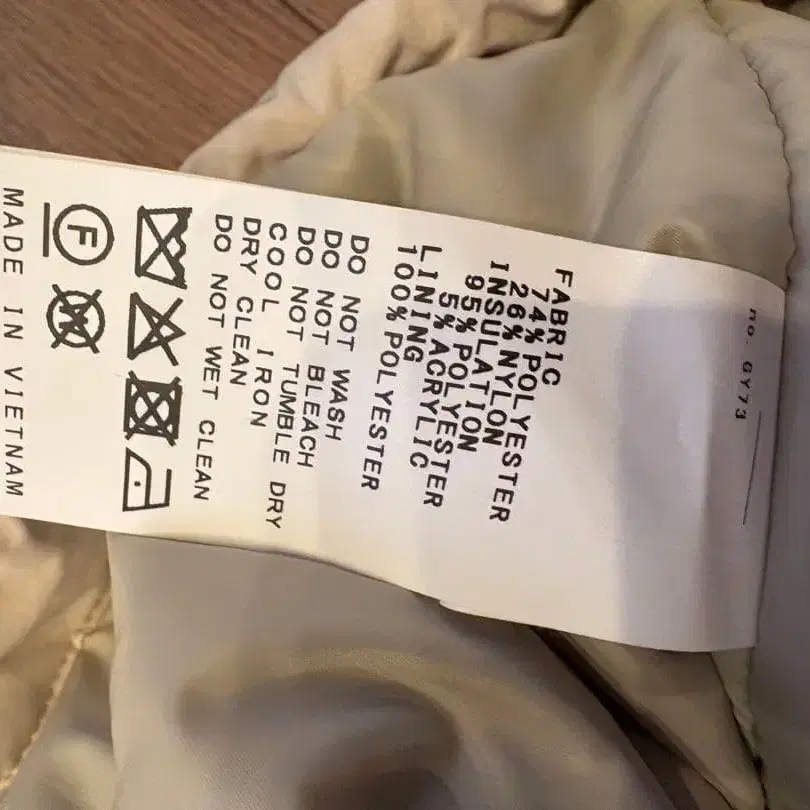 no. GY73
FABRIC
74% POLYESTER
26% NYLON
INSULATION
95% POLYESTER
5% ACRYLIC
LINING
100% POLYESTER
DO NOT WASH
DO NOT BLEACH
DO NOT TUMBLE DRY
COOL IRON
DRY CLEAN
DO NOT WET CLEAN
F
W
MADE IN VIETNAM